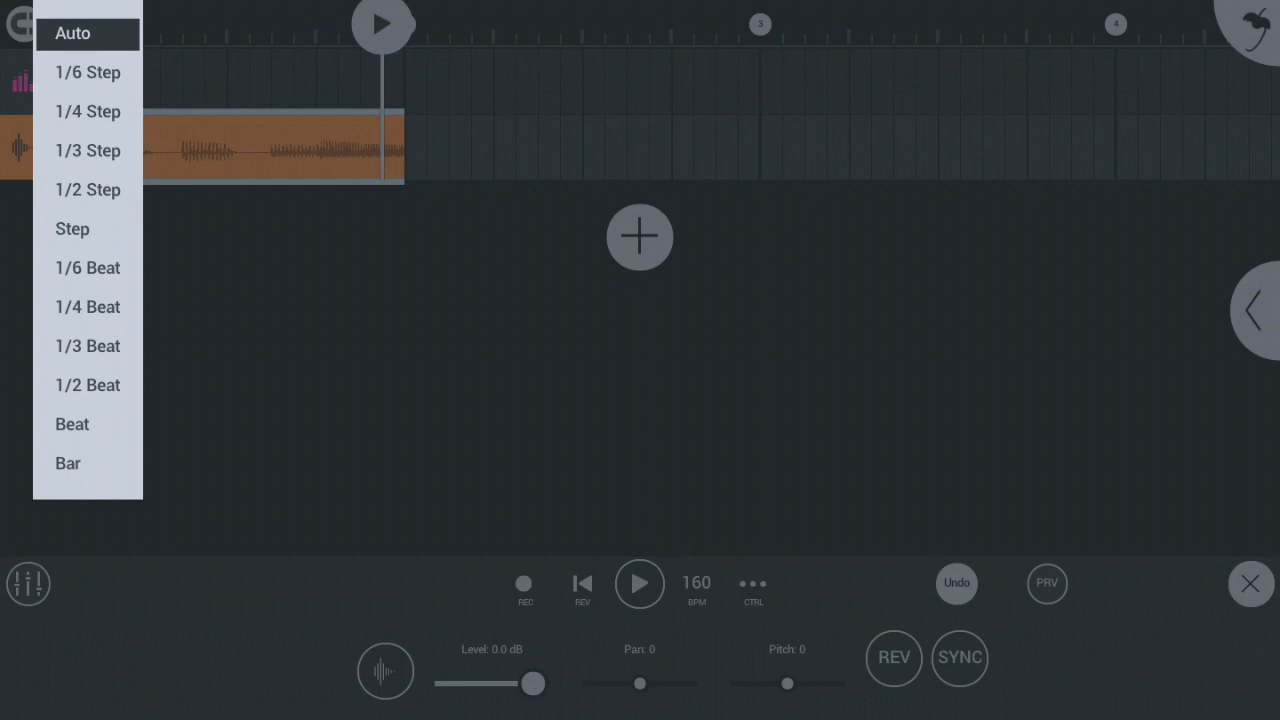 Auto
1/6 Step
1/4 Step
1/3 Step
1/2 Step
Step
1/6 Beat
1/4 Beat
1/3 Beat
1/2 Beat
Beat
Bar
3
4
REC
REV
160
BPM
CTRL
Undo
PRV
Level: 0.0 dB
Pan: 0
Pitch: 0
REV
SYNC